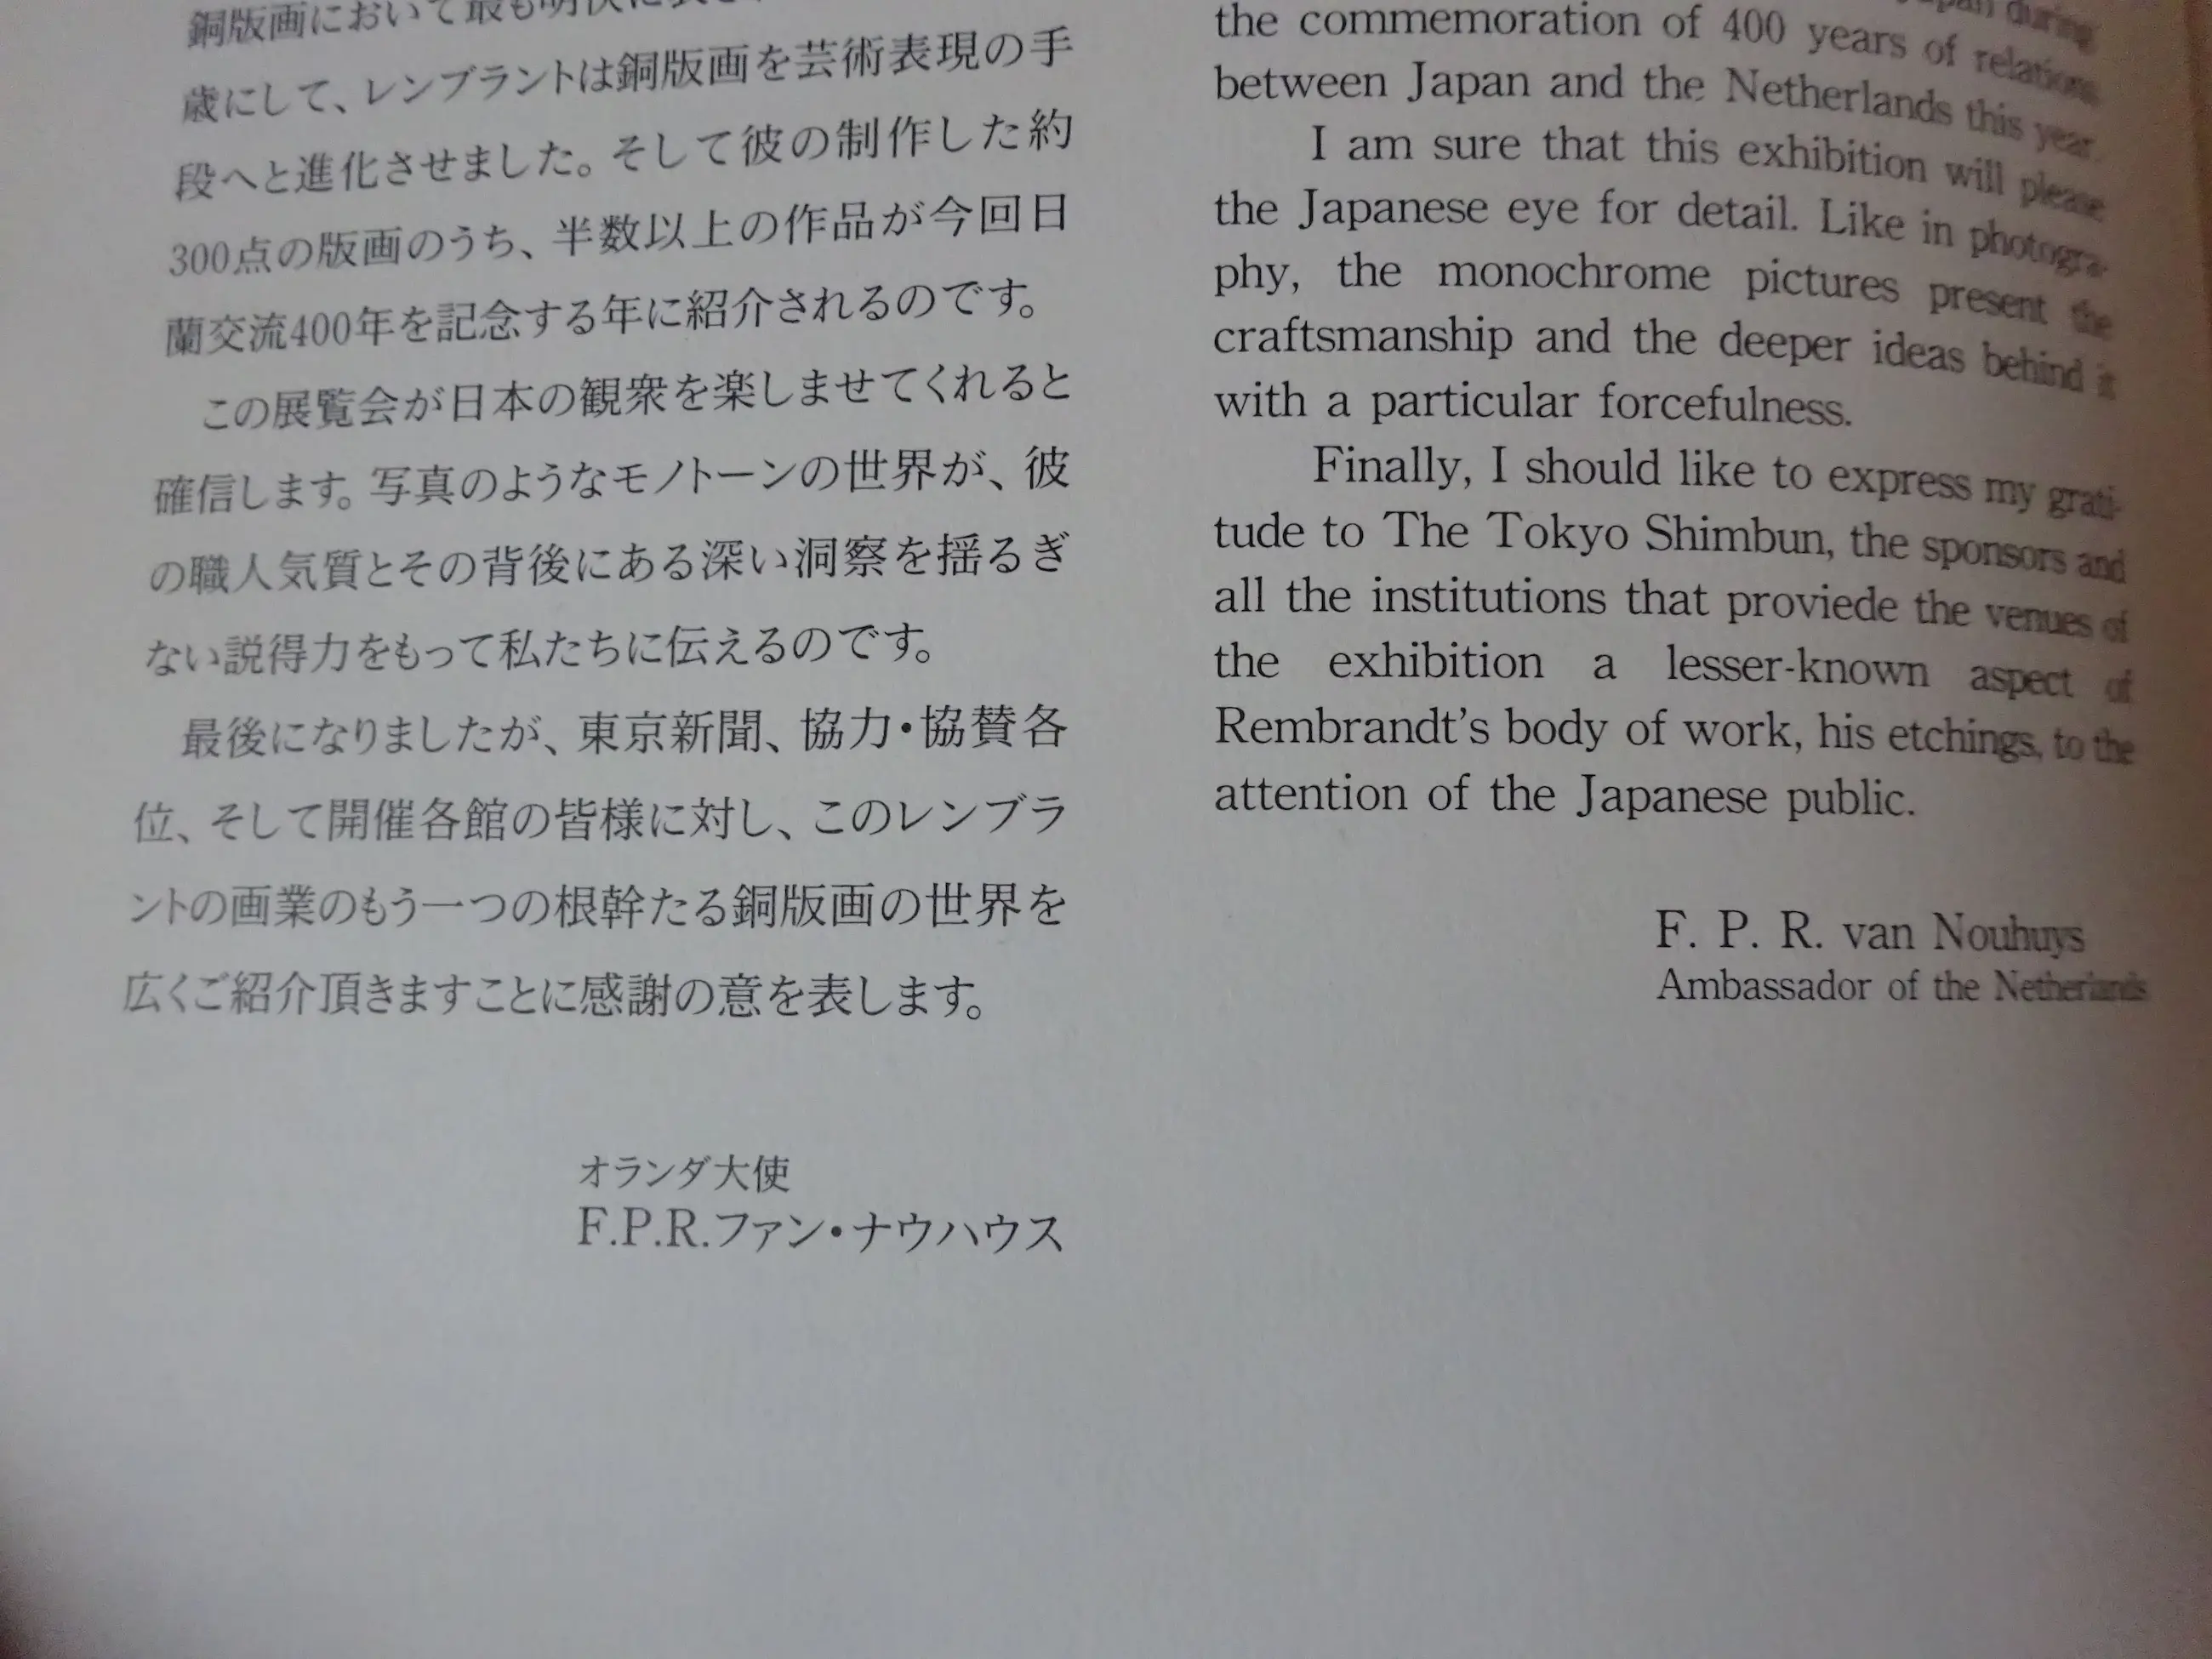 銅版画において最も明快に
歳にして、レンブラントは銅版画を芸術表現の手
段へと進化させました。そして彼の制作した約
300点の版画のうち、半数以上の作品が今回日
蘭交流400年を記念する年に紹介されるのです。
この展覧会が日本の観衆を楽しませてくれると
確信します。写真のようなモノトーンの世界が、彼
の職人気質とその背後にある深い洞察を揺るぎ
ない説得力をもって私たちに伝えるのです。
最後になりましたが、東京新聞、協力・協賛各
位、そして開催各館の皆様に対し、このレンブラ
ントの画業のもう一つの根幹たる銅版画の世界を
広くご紹介頂きますことに感謝の意を表します。
オランダ大使
F.P.R.ファン・ナウハウス
Japan during
the commemoration of 400 years of relations
between Japan and the Netherlands this year.
I am sure that this exhibition will please
the Japanese eye for detail. Like in photogra-
phy, the monochrome pictures present the
craftsmanship and the deeper ideas behind it
with a particular forcefulness.
Finally, I should like to express my grati-
tude to The Tokyo Shimbun, the sponsors and
all the institutions that proviede the venues of
the exhibition a lesser-known aspect of
Rembrandt's body of work, his etchings, to the
attention of the Japanese public.
F. P. R. van Nouhuys
Ambassador of the Netherlands